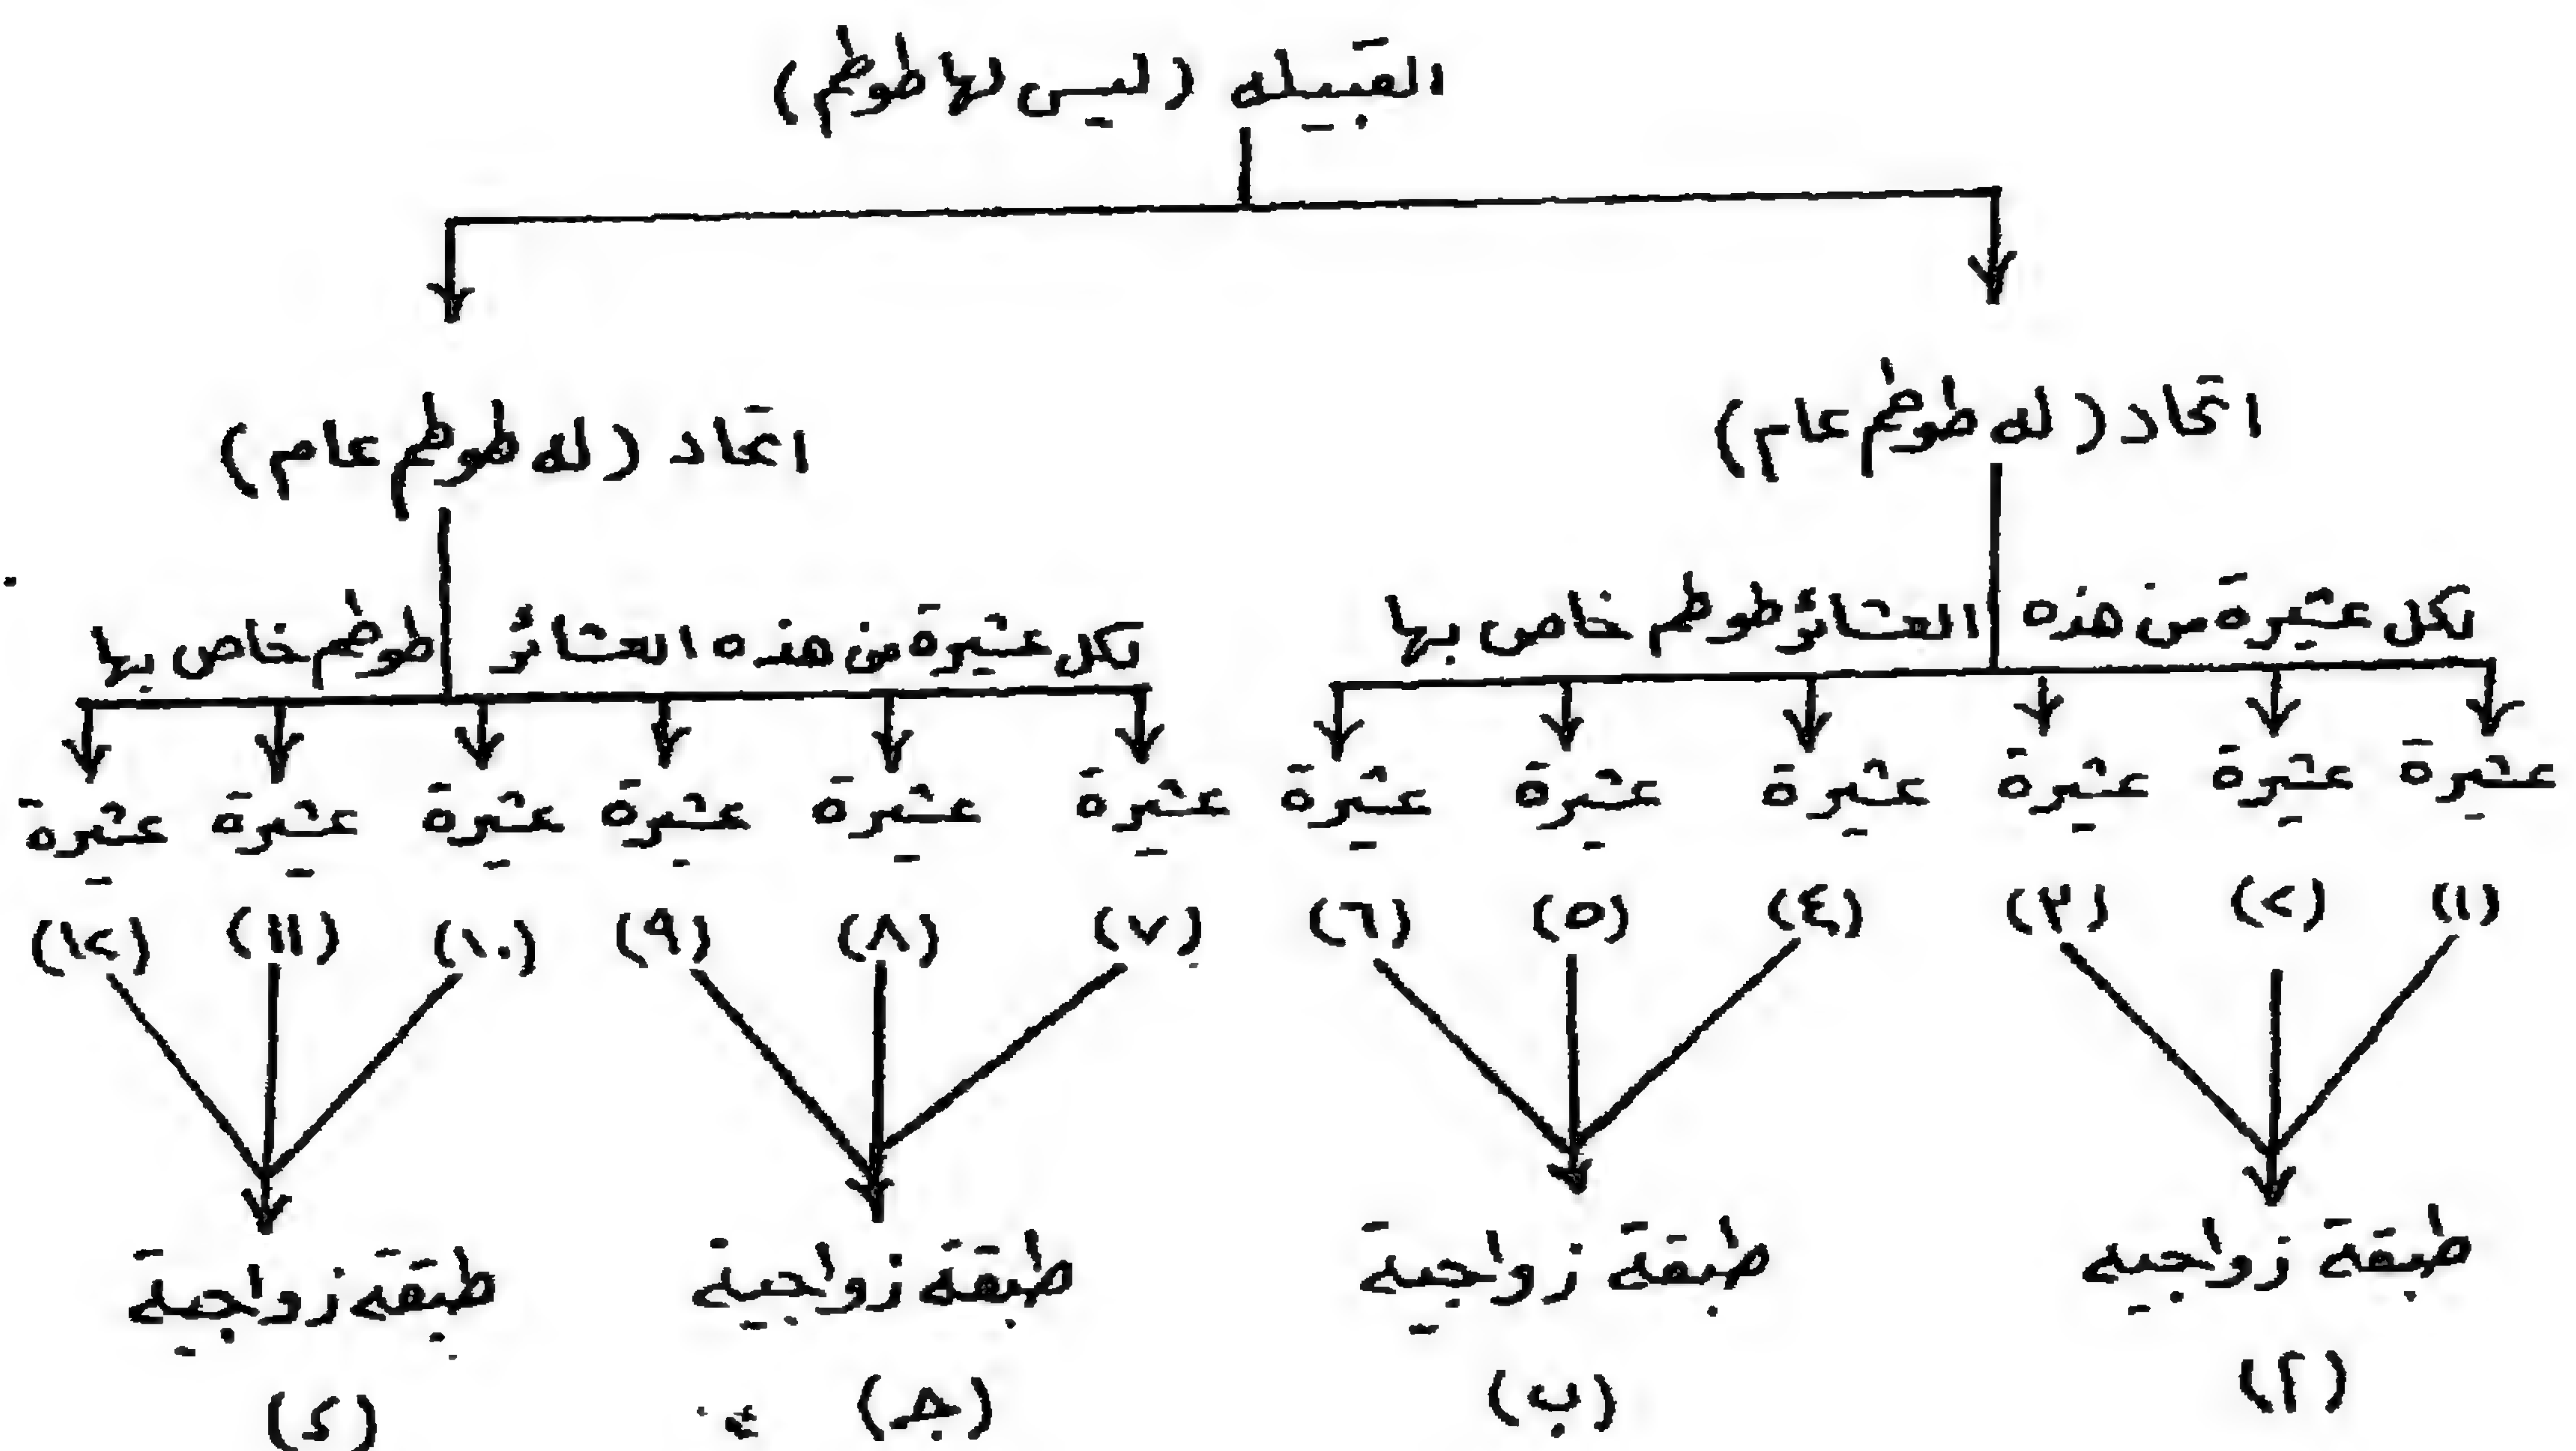 القبيله (ليس لها طوطم)
اتحاد (له طوطم عام)
اتحاد (له طوطم عام)
لكل عشيرة من هذه العشائر طوطم خاص بها
لكل عشيرة من هذه العشائر طوطم خاص بها
عشيرة عشيرة عشيرة عشيرة عشيرة عشيرة
عشيرة عشيرة عشيرة عشيرة عشيرة عشيرة
(١) (٢) (٣) (٤) (٥) (٦)
(٧) (٨) (٩) (١٠) (١١) (١٢)
طبقة زواجيه
طبقة زواجية
طبقة زواجية
طبقة زواجية
(أ)
(ب)
(جـ)
(د)